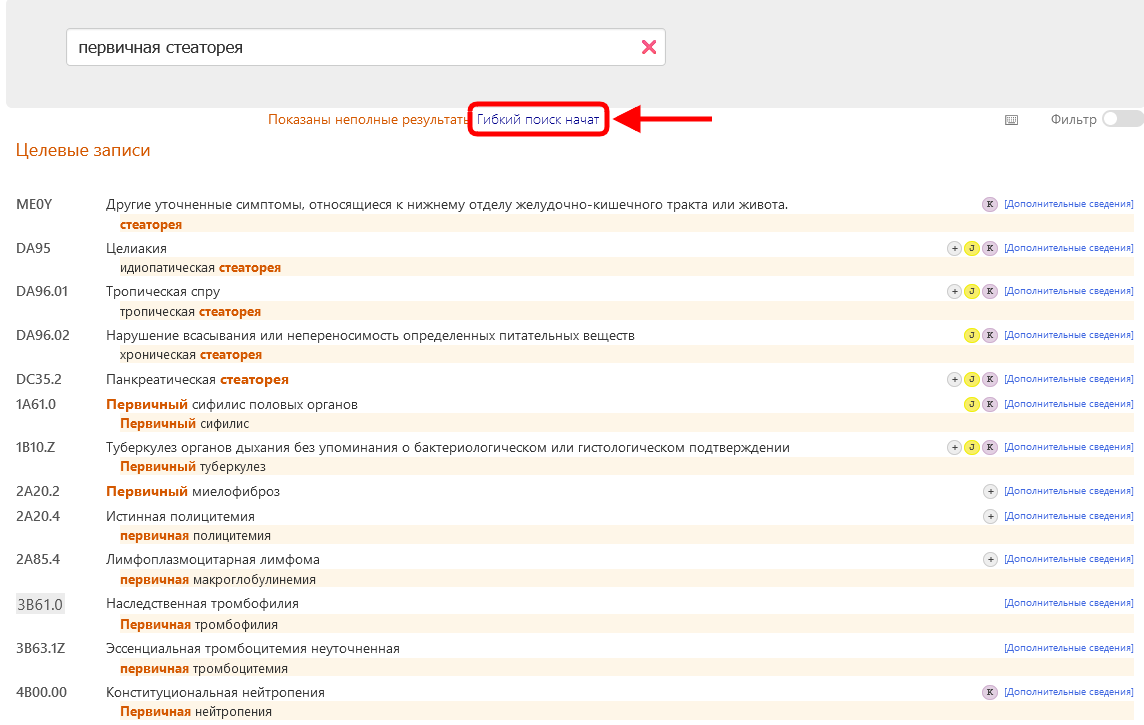 первичная стеаторея
Показаны неполные результаты Гибкий поиск начат Фильтр
Целевые записи
ME0Y Другие уточненные симптомы, относящиеся к нижнему отделу желудочно-кишечного тракта или живота. K [Дополнительные сведения]
стеаторея
DA95 Целиакия + J K [Дополнительные сведения]
идиопатическая стеаторея
DA96.01 Тропическая спру + J K [Дополнительные сведения]
тропическая стеаторея
DA96.02 Нарушение всасывания или непереносимость определенных питательных веществ J K [Дополнительные сведения]
хроническая стеаторея
DC35.2 Панкреатическая стеаторея + J K [Дополнительные сведения]
1A61.0 Первичный сифилис половых органов J K [Дополнительные сведения]
Первичный сифилис
1B10.Z Туберкулез органов дыхания без упоминания о бактериологическом или гистологическом подтверждении + J K [Дополнительные сведения]
Первичный туберкулез
2A20.2 Первичный миелофиброз + [Дополнительные сведения]
2A20.4 Истинная полицитемия + [Дополнительные сведения]
первичная полицитемия
2A85.4 Лимфоплазмоцитарная лимфома + [Дополнительные сведения]
первичная макроглобулинемия
3B61.0 Наследственная тромбофилия [Дополнительные сведения]
Первичная тромбофилия
3B63.1Z Эссенциальная тромбоцитемия неуточненная [Дополнительные сведения]
первичная тромбоцитемия
4B00.00 Конституциональная нейтропения K [Дополнительные сведения]
Первичная нейтропения